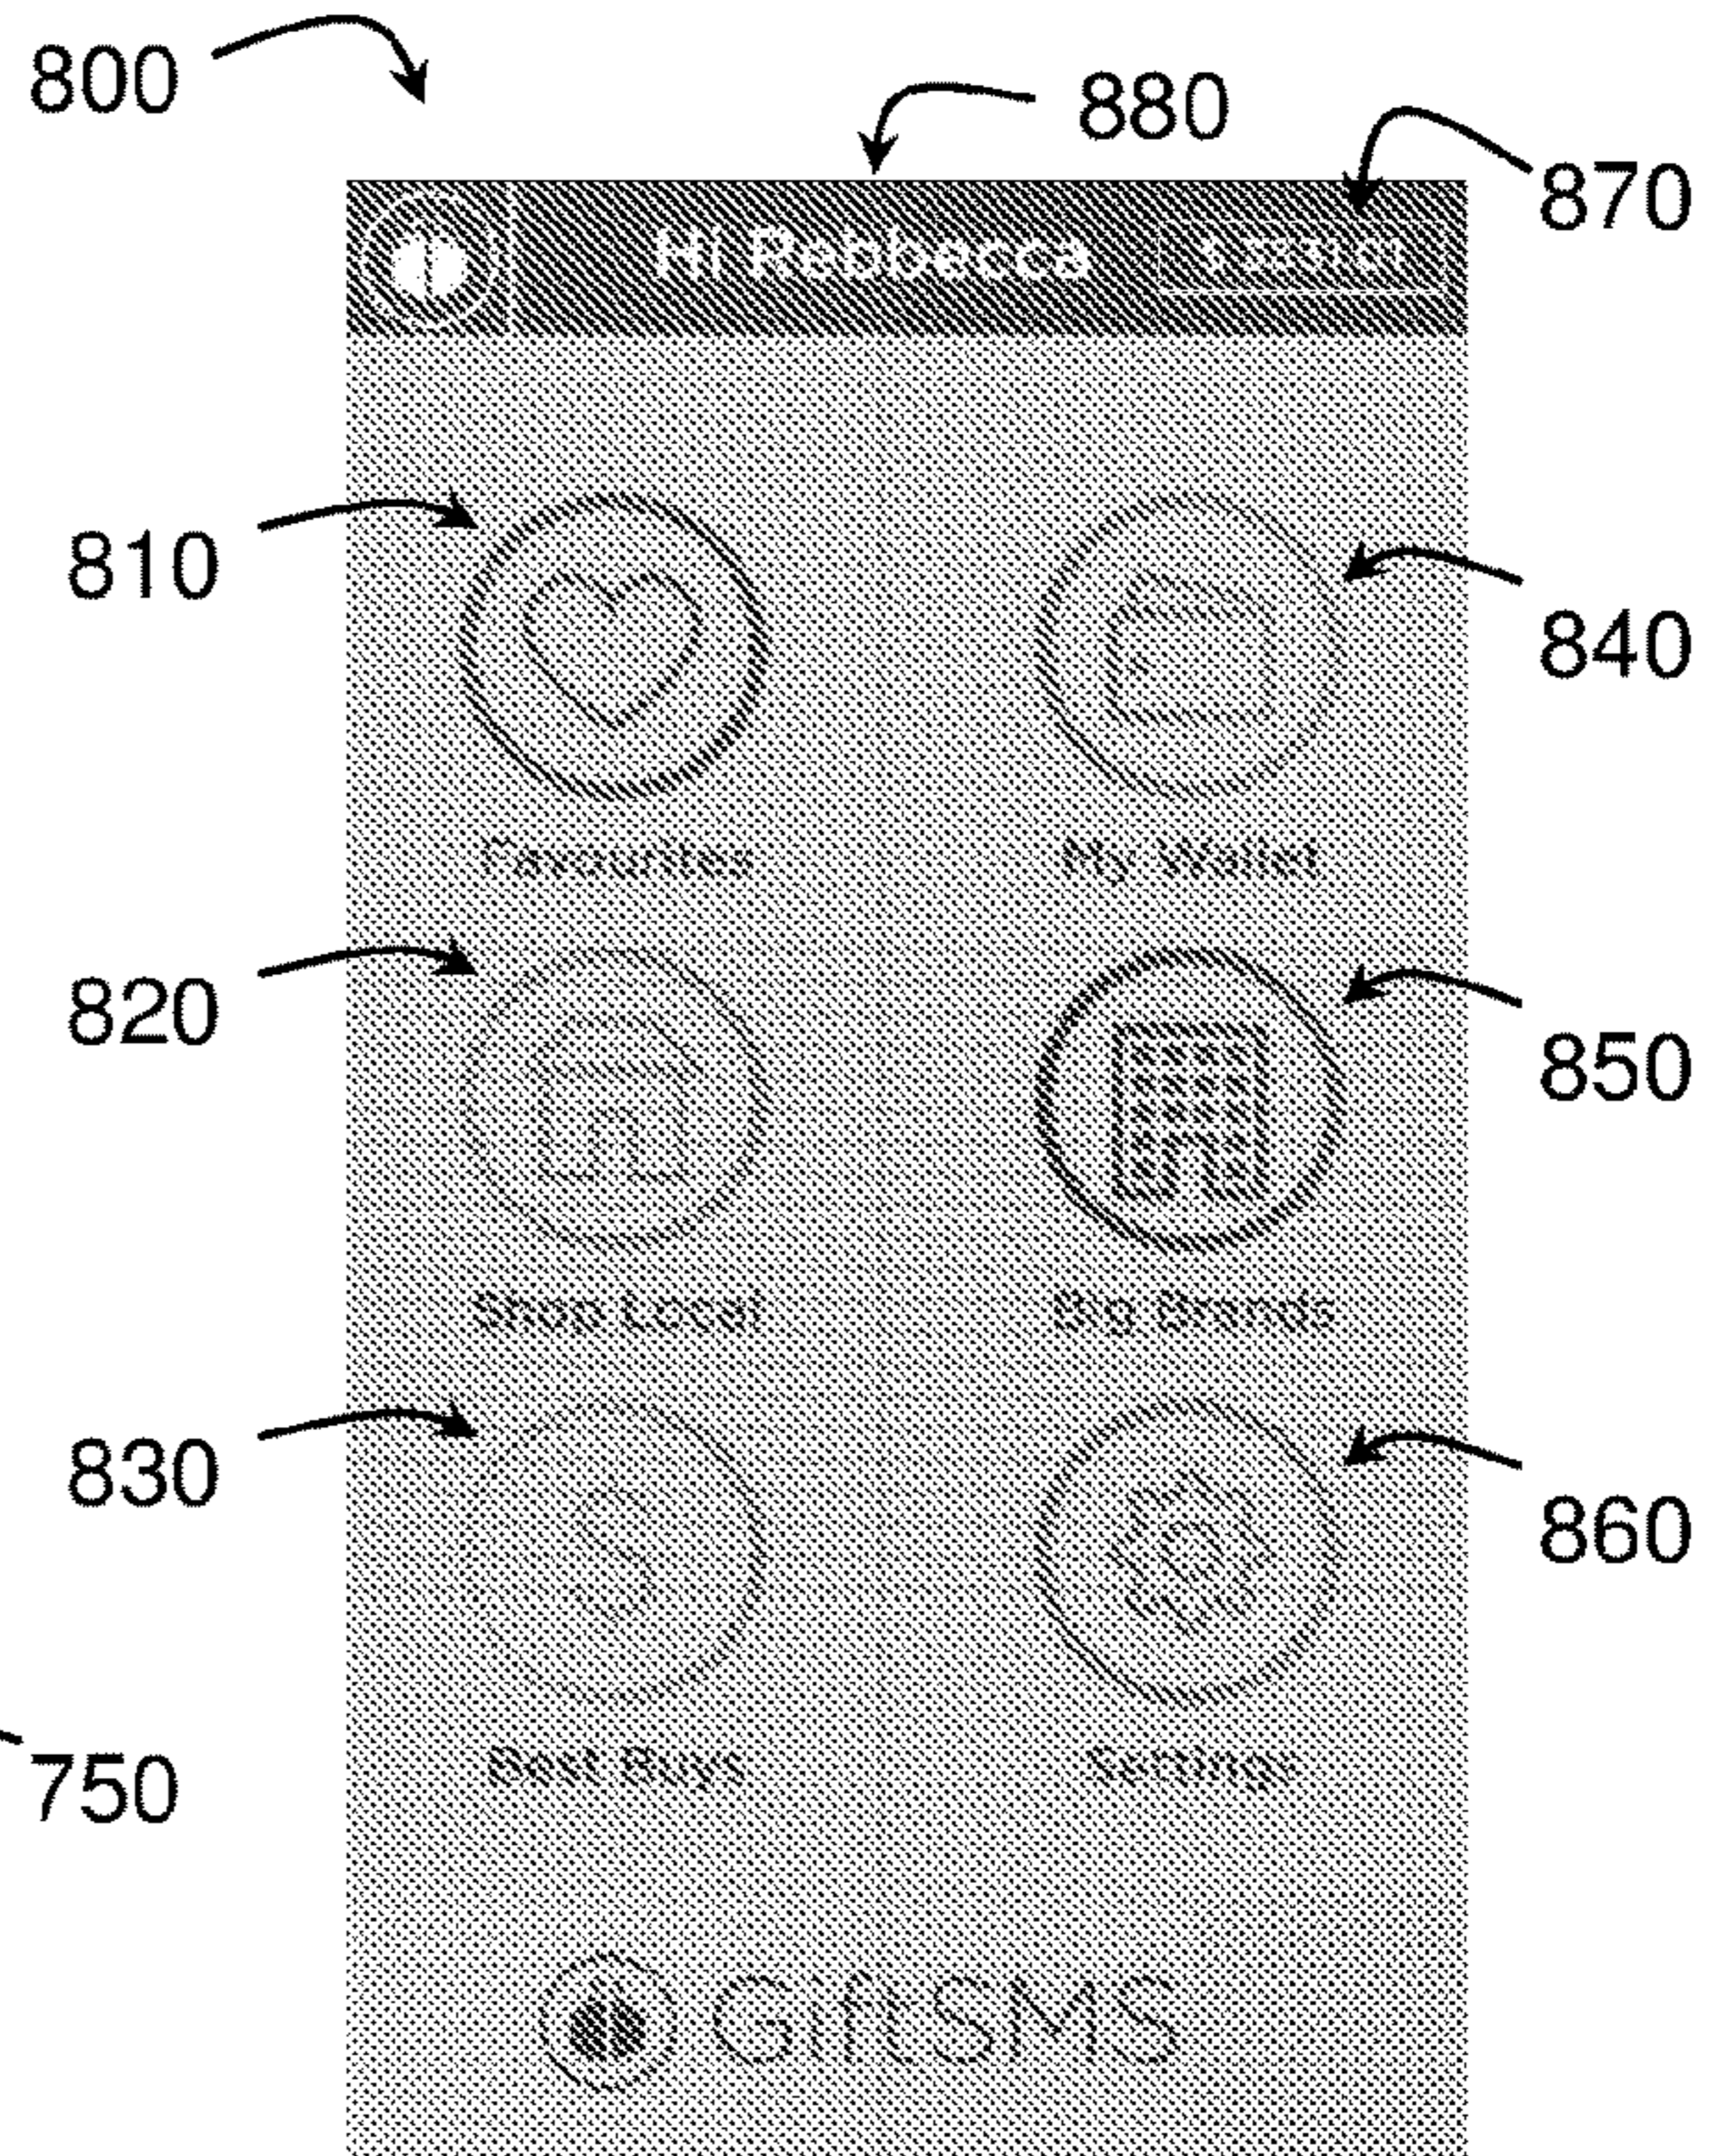 800
880
870
Hi Rebbecca
810
840
Favourites
My Wallet
820
850
Shop Local
Big Brands
830
860
Best Buys
Settings
750
GiftSMS